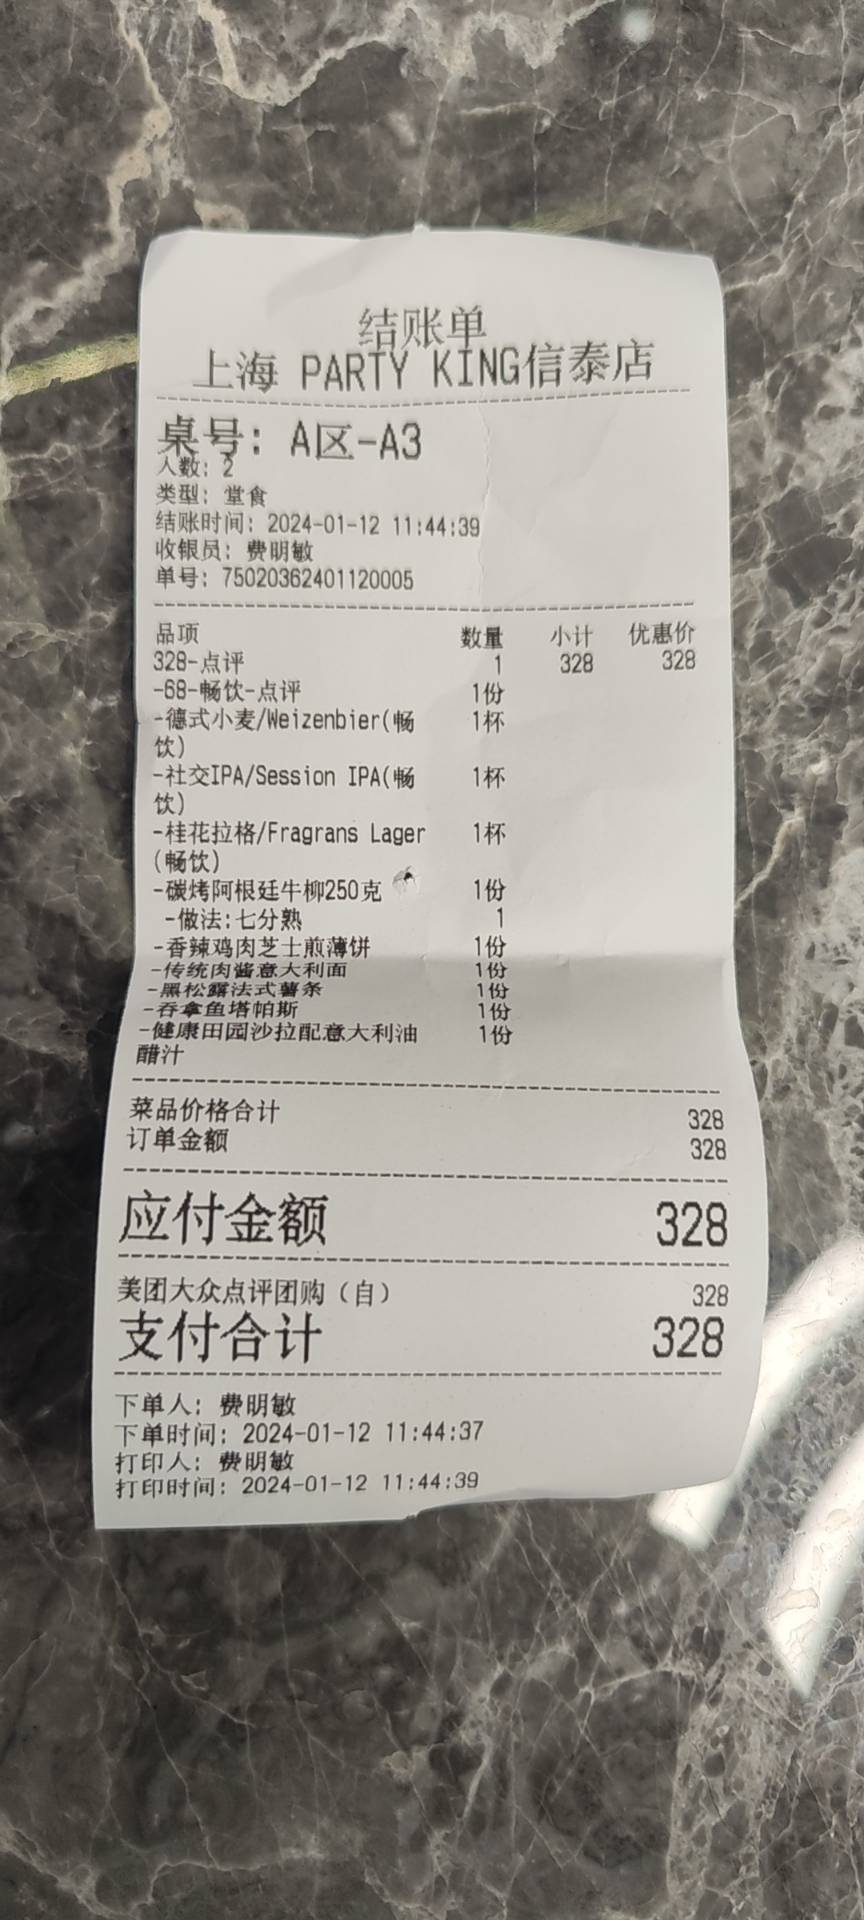 结账单
上海 PARTY KING信泰店
桌号: A区-A3
人数: 2
类型: 堂食
结账时间: 2024-01-12 11:44:39
收银员: 费明敏
单号: 75020362401120005
品项 数量 小计 优惠价
328-点评 1 328 328
-68-畅饮-点评 1份
-德式小麦/Weizenbier(畅 1杯
饮)
-社交IPA/Session IPA(畅 1杯
饮)
-桂花拉格/Fragrans Lager 1杯
(畅饮)
-碳烤阿根廷牛柳250克 1份
-做法:七分熟 1
-香辣鸡肉芝士煎薄饼 1份
-传统肉酱意大利面 1份
-黑松露法式薯条 1份
-吞拿鱼塔帕斯 1份
-健康田园沙拉配意大利油 1份
醋汁
菜品价格合计 328
订单金额 328
应付金额 328
美团大众点评团购（自） 328
支付合计 328
下单人: 费明敏
下单时间: 2024-01-12 11:44:37
打印人: 费明敏
打印时间: 2024-01-12 11:44:39